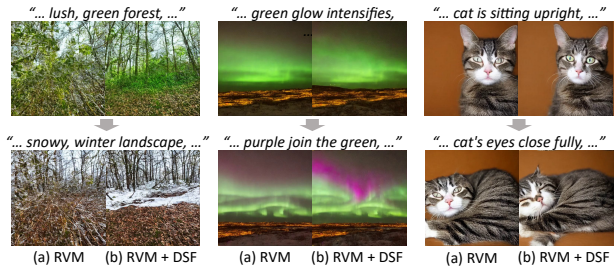 "... lush, green forest, ..."
"... green glow intensifies,
..."
"... cat is sitting upright, ..."
"... snowy, winter landscape, ..."
"... purple join the green, ..."
"... cat's eyes close fully, ..."
(a) RVM (b) RVM + DSF
(a) RVM (b) RVM + DSF
(a) RVM (b) RVM + DSF